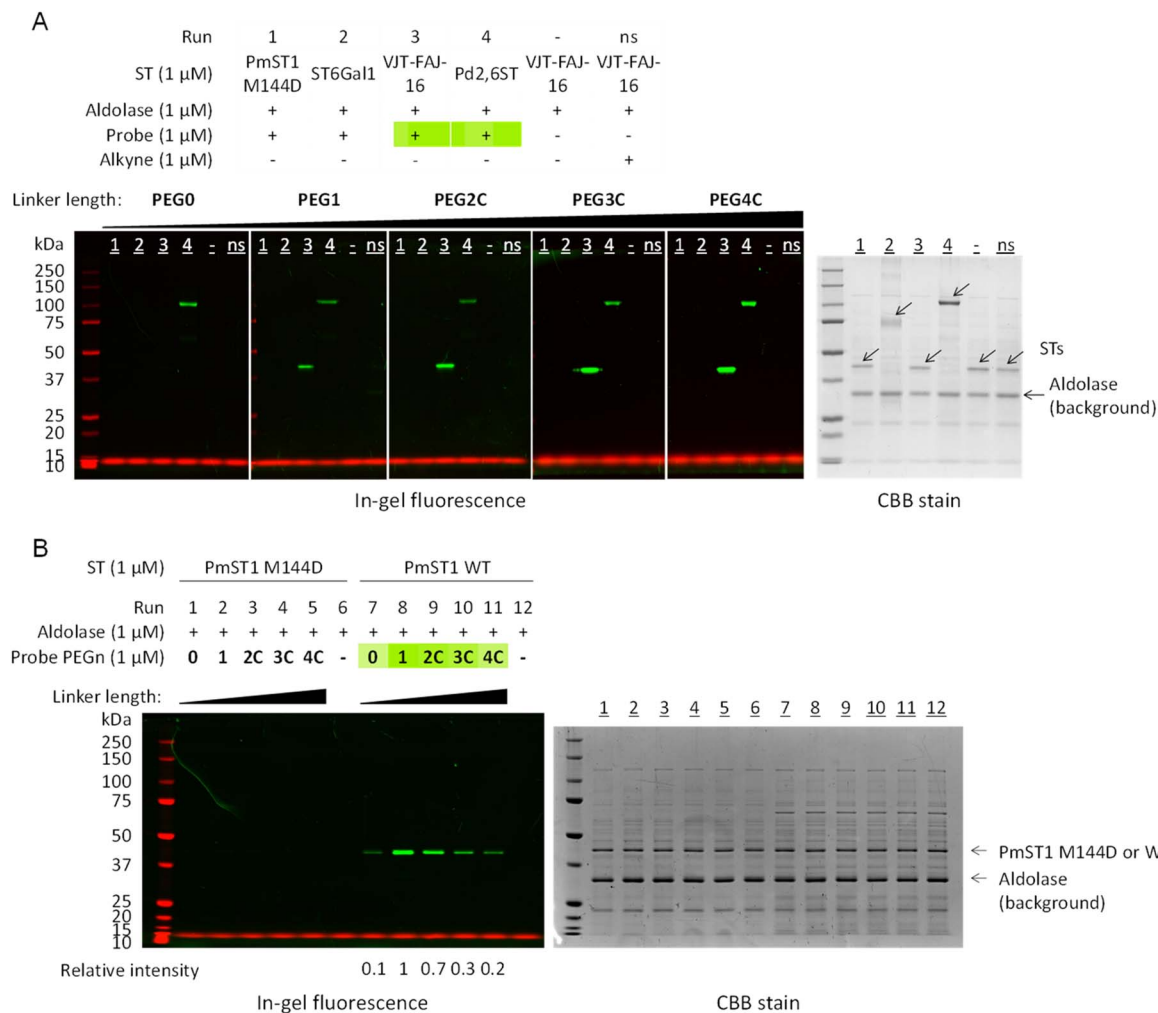 A
Run 1 2 3 4 - ns
ST (1 µM) PmST1 M144D ST6Gal1 VJT-FAJ-16 Pd2,6ST VJT-FAJ-16 VJT-FAJ-16
Aldolase (1 µM) + + + + + +
Probe (1 µM) + + + + - -
Alkyne (1 µM) - - - - - +
Linker length: PEG0 PEG1 PEG2C PEG3C PEG4C
kDa 1 2 3 4 - ns 1 2 3 4 - ns 1 2 3 4 - ns 1 2 3 4 - ns 1 2 3 4 - ns 1 2 3 4 - ns
250
150
100
75
50
37
25
20
15
10
STs
Aldolase
(background)
In-gel fluorescence CBB stain
B
ST (1 µM) PmST1 M144D PmST1 WT
Run 1 2 3 4 5 6 7 8 9 10 11 12
Aldolase (1 µM) + + + + + + + + + + + +
Probe PEGn (1 µM) 0 1 2C 3C 4C - 0 1 2C 3C 4C -
Linker length:
kDa 1 2 3 4 5 6 7 8 9 10 11 12
250
150
100
75
50
37
25
20
15
10
PmST1 M144D or W
Aldolase
(background)
Relative intensity 0.1 1 0.7 0.3 0.2
In-gel fluorescence CBB stain